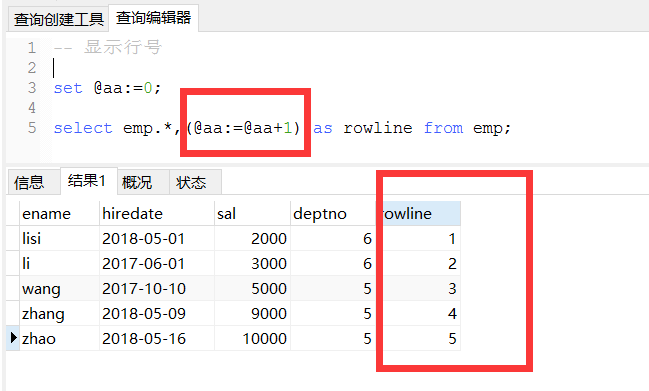 查询创建工具 查询编辑器
1 -- 显示行号
2
3 set @aa:=0;
4
5 select emp.*,(@aa:=@aa+1) as rowline from emp;
信息 结果1 概况 状态
ename hiredate sal deptno rowline
lisi 2018-05-01 2000 6 1
li 2017-06-01 3000 6 2
wang 2017-10-10 5000 5 3
zhang 2018-05-09 9000 5 4
zhao 2018-05-16 10000 5 5